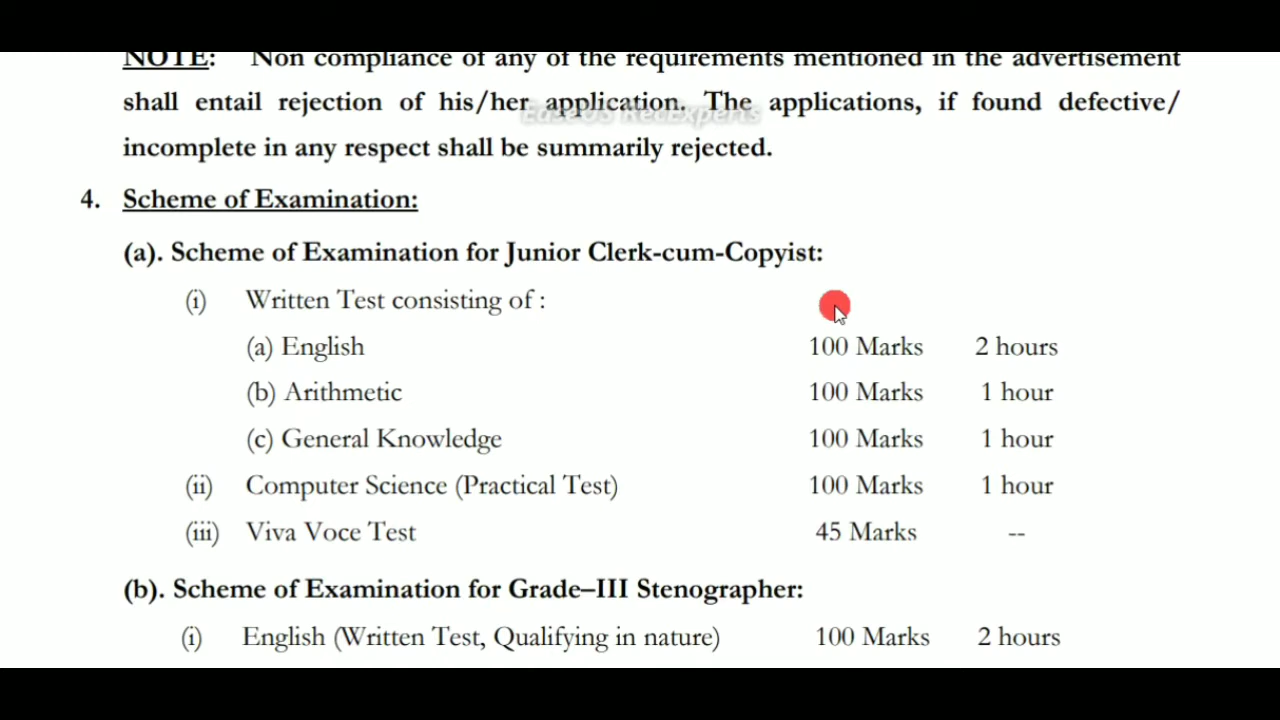 NOTE: Non compliance of any of the requirements mentioned in the advertisement
shall entail rejection of his/her application. The applications, if found defective/
EaseUS RecExperts
incomplete in any respect shall be summarily rejected.
4. Scheme of Examination:
(a). Scheme of Examination for Junior Clerk-cum-Copyist:
(i) Written Test consisting of :
(a) English 100 Marks 2 hours
(b) Arithmetic 100 Marks 1 hour
(c) General Knowledge 100 Marks 1 hour
(ii) Computer Science (Practical Test) 100 Marks 1 hour
(iii) Viva Voce Test 45 Marks --
(b). Scheme of Examination for Grade–III Stenographer:
(i) English (Written Test, Qualifying in nature) 100 Marks 2 hours